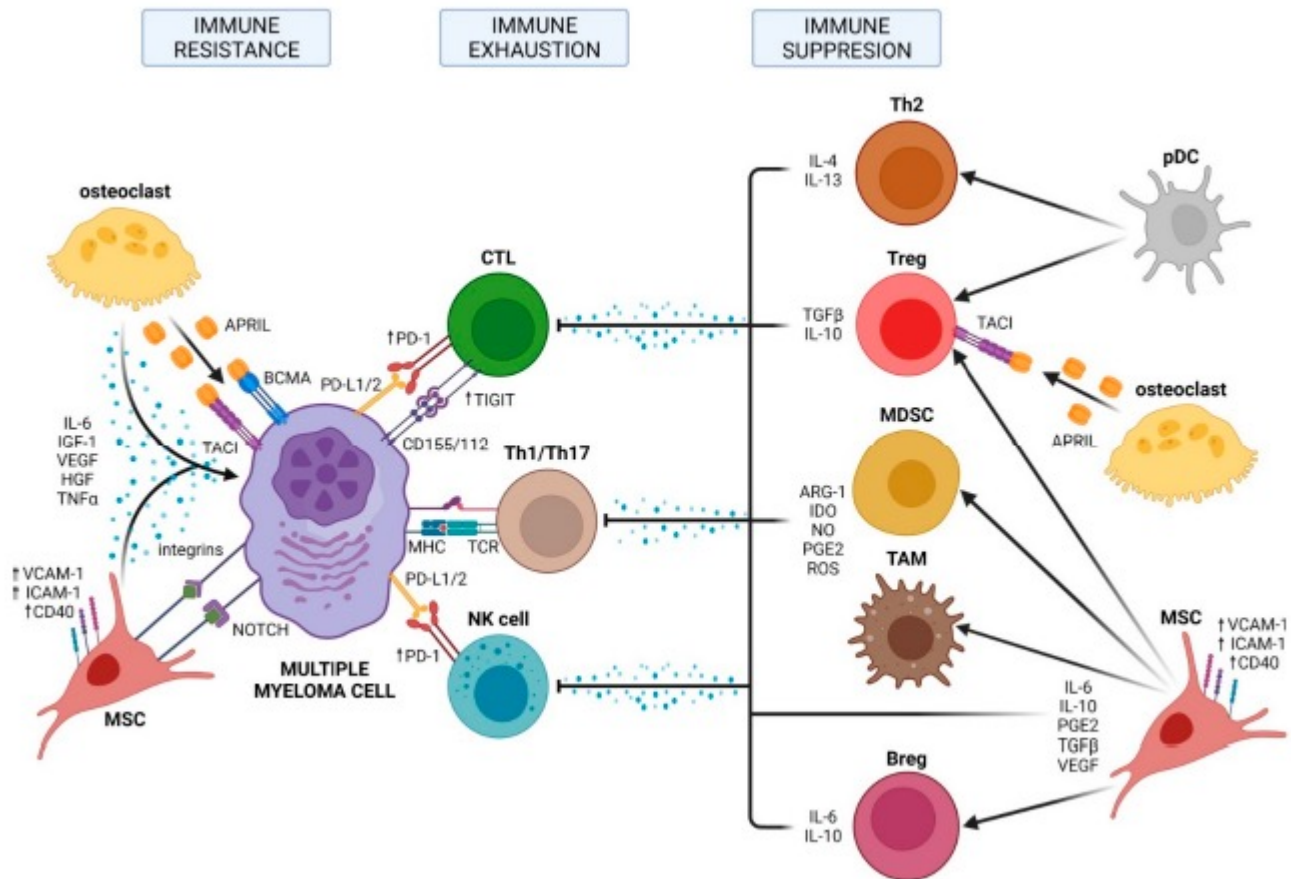 IMMUNE
RESISTANCE
IMMUNE
EXHAUSTION
IMMUNE
SUPPRESION
osteoclast
APRIL
BCMA
TACI
IL-6
IGF-1
VEGF
HGF
TNFα
integrins
NOTCH
↑VCAM-1
↑ICAM-1
↑CD40
MSC
MULTIPLE
MYELOMA CELL
CTL
↑PD-1
PD-L1/2
↑TIGIT
CD155/112
Th1/Th17
MHC
TCR
PD-L1/2
NK cell
↑PD-1
Th2
IL-4
IL-13
pDC
Treg
TGFβ
IL-10
TACI
osteoclast
APRIL
MDSC
ARG-1
IDO
NO
PGE2
ROS
TAM
MSC
↑VCAM-1
↑ICAM-1
↑CD40
IL-6
IL-10
PGE2
TGFβ
VEGF
Breg
IL-6
IL-10